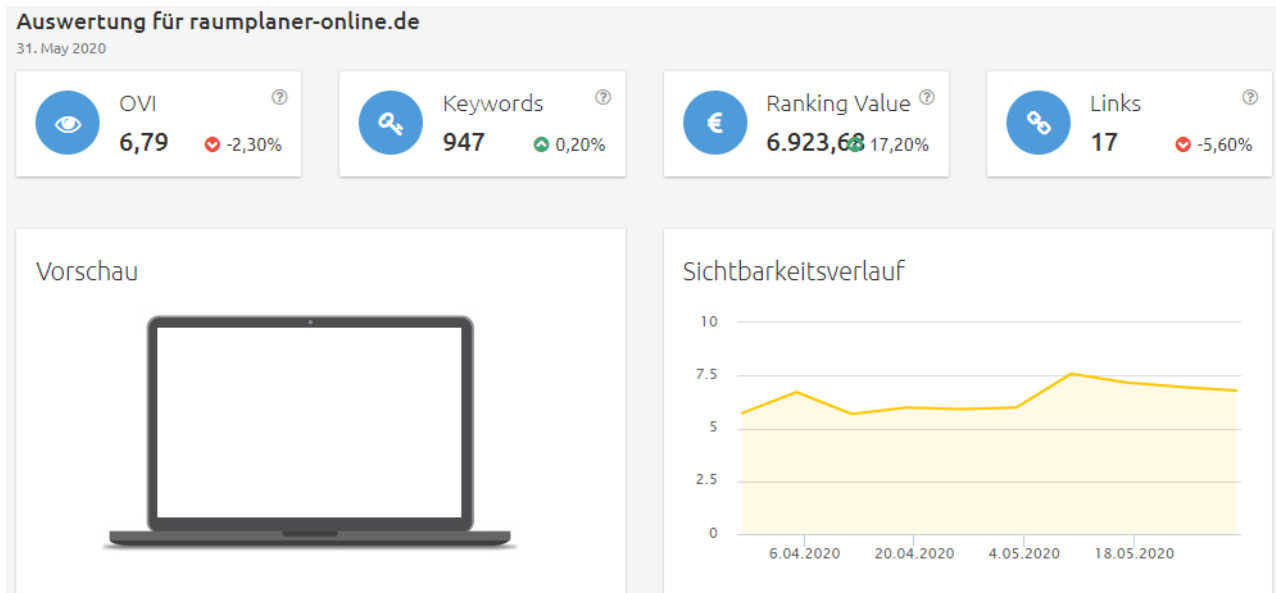 Auswertung für raumplaner-online.de
31. May 2020
OVI
6,79 -2,30%
Keywords
947 0,20%
Ranking Value
6.923,68 17,20%
Links
17 -5,60%
Vorschau
Sichtbarkeitsverlauf
10
7.5
5
2.5
0
6.04.2020 20.04.2020 4.05.2020 18.05.2020